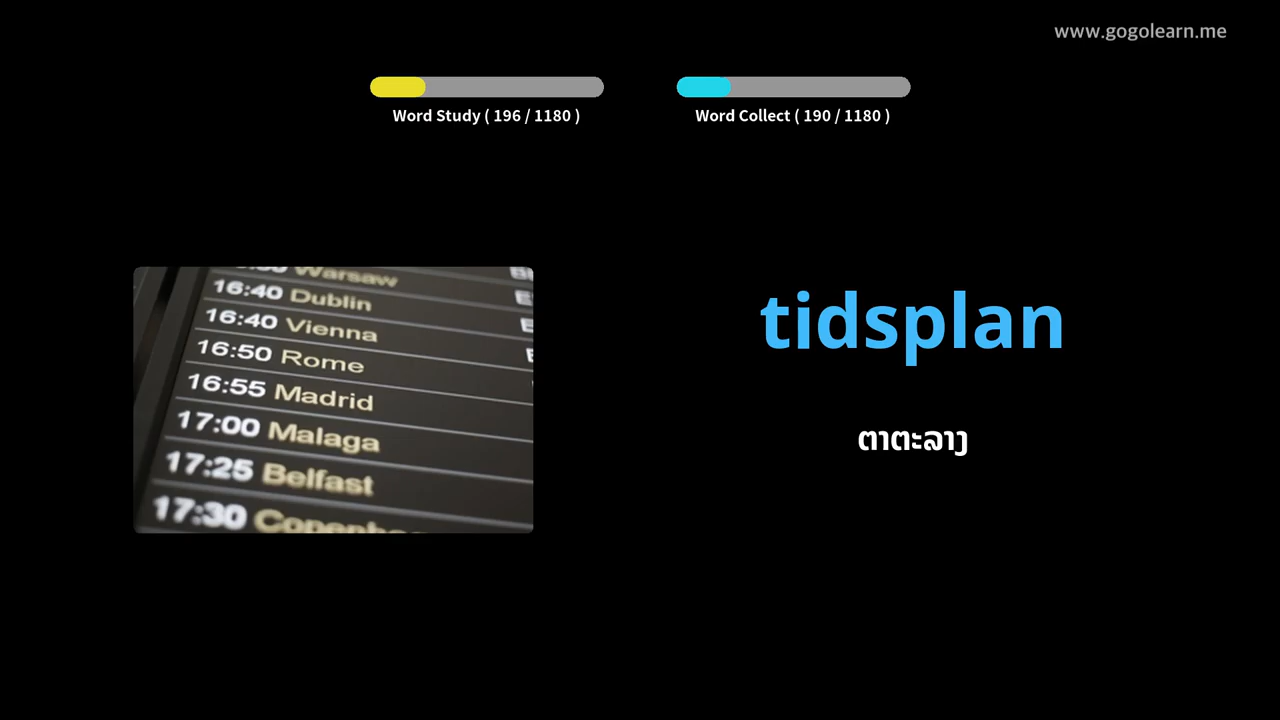 www.gogolearn.me
Word Study ( 196 / 1180 )
Word Collect ( 190 / 1180 )
Warsaw
16:40 Dublin
16:40 Vienna
16:50 Rome
16:55 Madrid
17:00 Malaga
17:25 Belfast
17:30
tidsplan
ຕາຕະລາງ